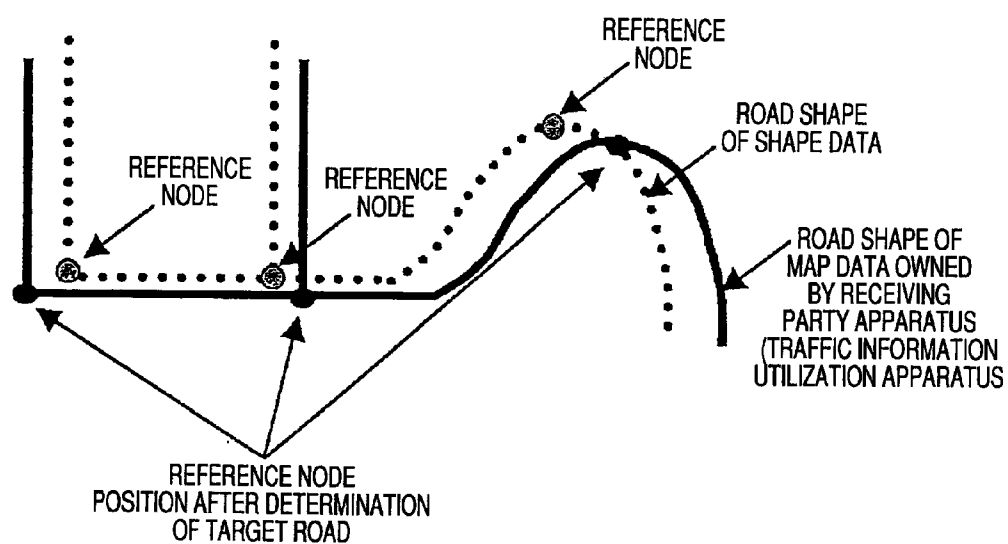 REFERENCE
NODE
ROAD SHAPE
OF SHAPE DATA
REFERENCE
NODE
REFERENCE
NODE
ROAD SHAPE OF
MAP DATA OWNED
BY RECEIVING
PARTY APPARATUS
(TRAFFIC INFORMATION
UTILIZATION APPARATUS
REFERENCE NODE
POSITION AFTER DETERMINATION
OF TARGET ROAD